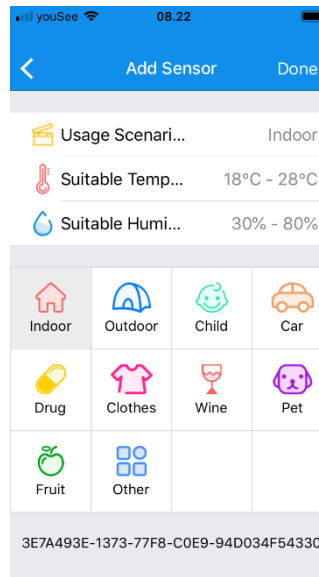 youSee 08.22
Add Sensor Done
Usage Scenari... Indoor
Suitable Temp... 18°C - 28°C
Suitable Humi... 30% - 80%
Indoor Outdoor Child Car
Drug Clothes Wine Pet
Fruit Other
3E7A493E-1373-77F8-C0E9-94D034F54330